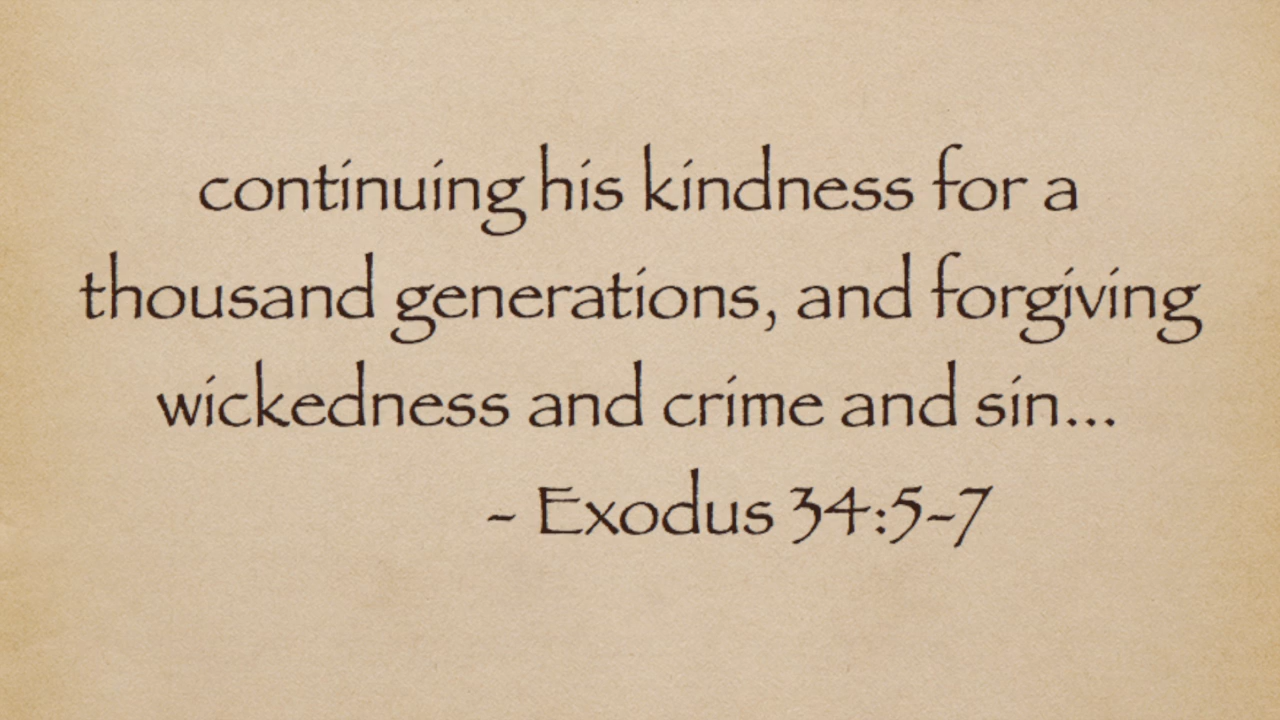 continuing his kindness for a
thousand generations, and forgiving
wickedness and crime and sin...
- Exodus 34:5-7